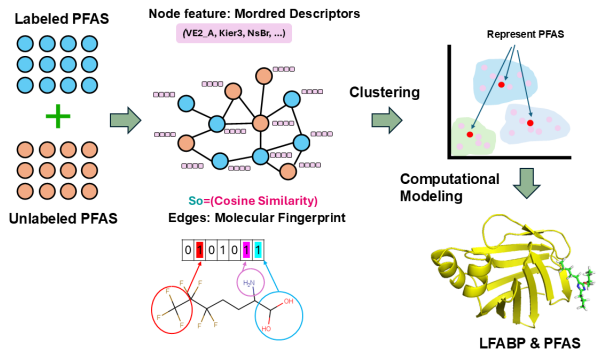 Labeled PFAS
Unlabeled PFAS
Node feature: Mordred Descriptors
(VE2_A, Kier3, NsBr, ...)
So=(Cosine Similarity)
Edges: Molecular Fingerprint
0 1 0 1 0 1 1
F
F
F
F
F
F
F
H₂N
OH
HO
Clustering
Represent PFAS
Computational
Modeling
LFABP & PFAS